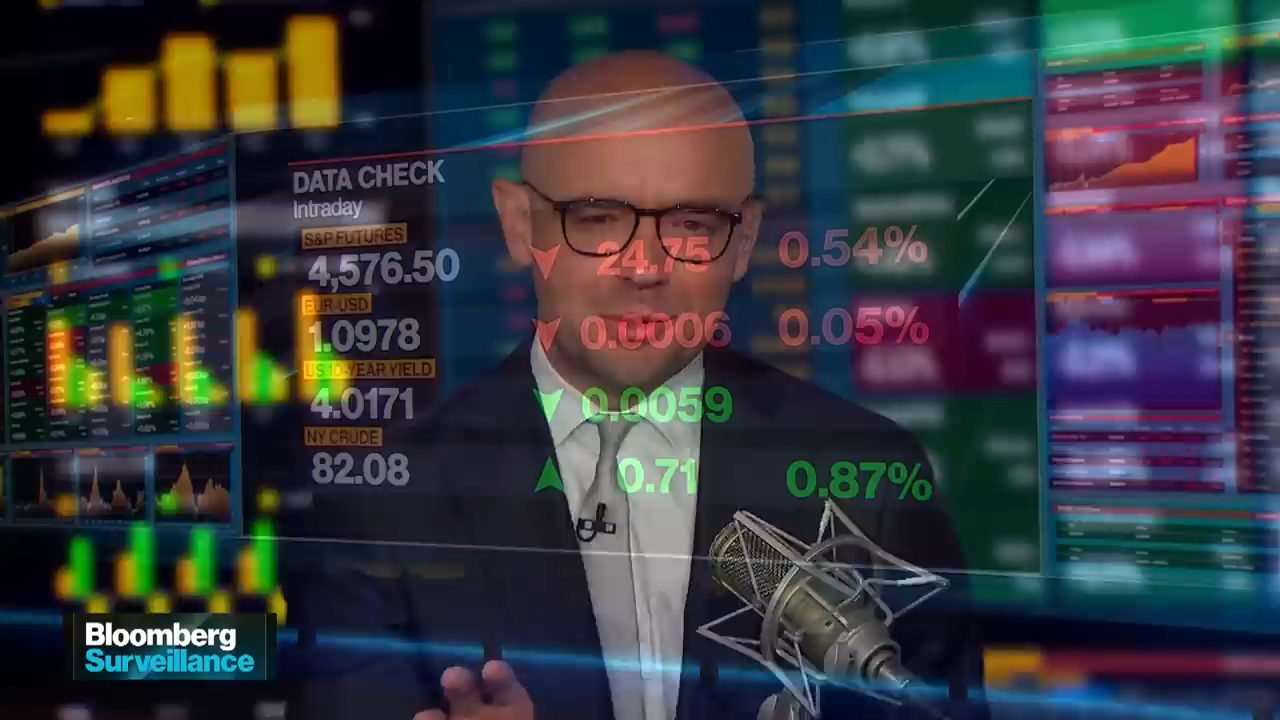 DATA CHECK
Intraday
S&P FUTURES
4,576.50 24.75 0.54%
EUR-USD
1.0978 0.0006 0.05%
US 10-YEAR YIELD
4.0171 0.0059
NY CRUDE
82.08 0.71 0.87%
Bloomberg
Surveillance